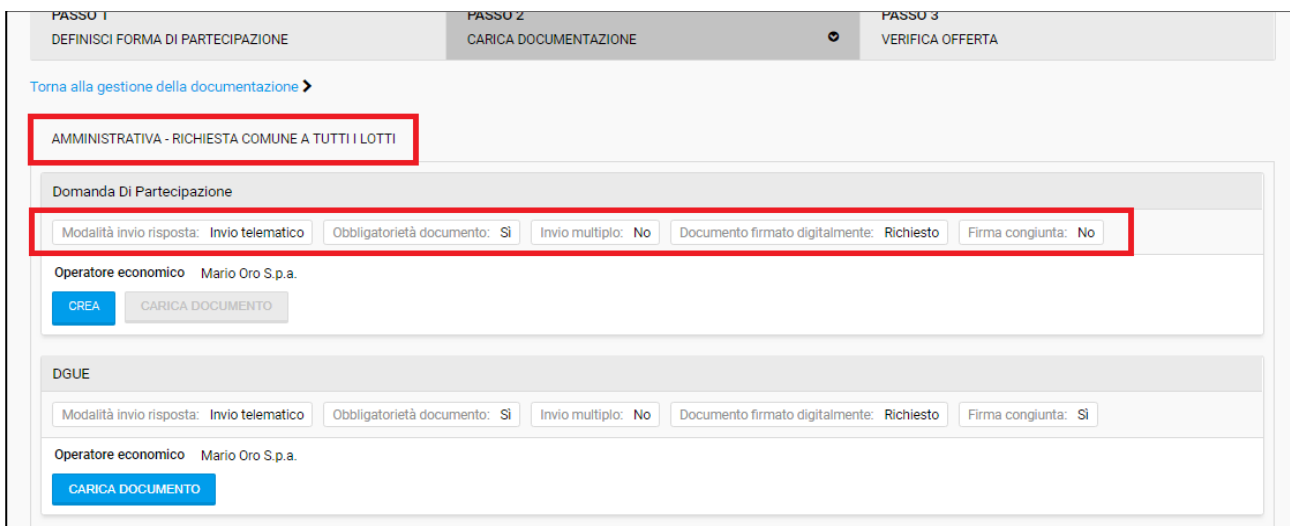 PASSO 1
DEFINISCI FORMA DI PARTECIPAZIONE
PASSO 2
CARICA DOCUMENTAZIONE
PASSO 3
VERIFICA OFFERTA
Torna alla gestione della documentazione
AMMINISTRATIVA - RICHIESTA COMUNE A TUTTI I LOTTI
Domanda Di Partecipazione
Modalità invio risposta: Invio telematico Obbligatorietà documento: Sì Invio multiplo: No Documento firmato digitalmente: Richiesto Firma congiunta: No
Operatore economico Mario Oro S.p.a.
CREA CARICA DOCUMENTO
DGUE
Modalità invio risposta: Invio telematico Obbligatorietà documento: Sì Invio multiplo: No Documento firmato digitalmente: Richiesto Firma congiunta: Sì
Operatore economico Mario Oro S.p.a.
CARICA DOCUMENTO